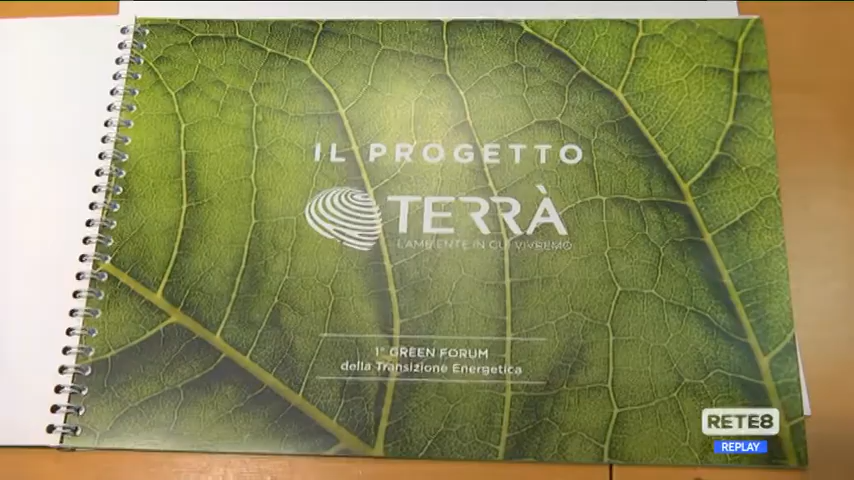 IL PROGETTO
TERRÀ
L'AMBIENTE IN CUI VIVREMO
1° GREEN FORUM
della Transizione Energetica
RETE8
REPLAY